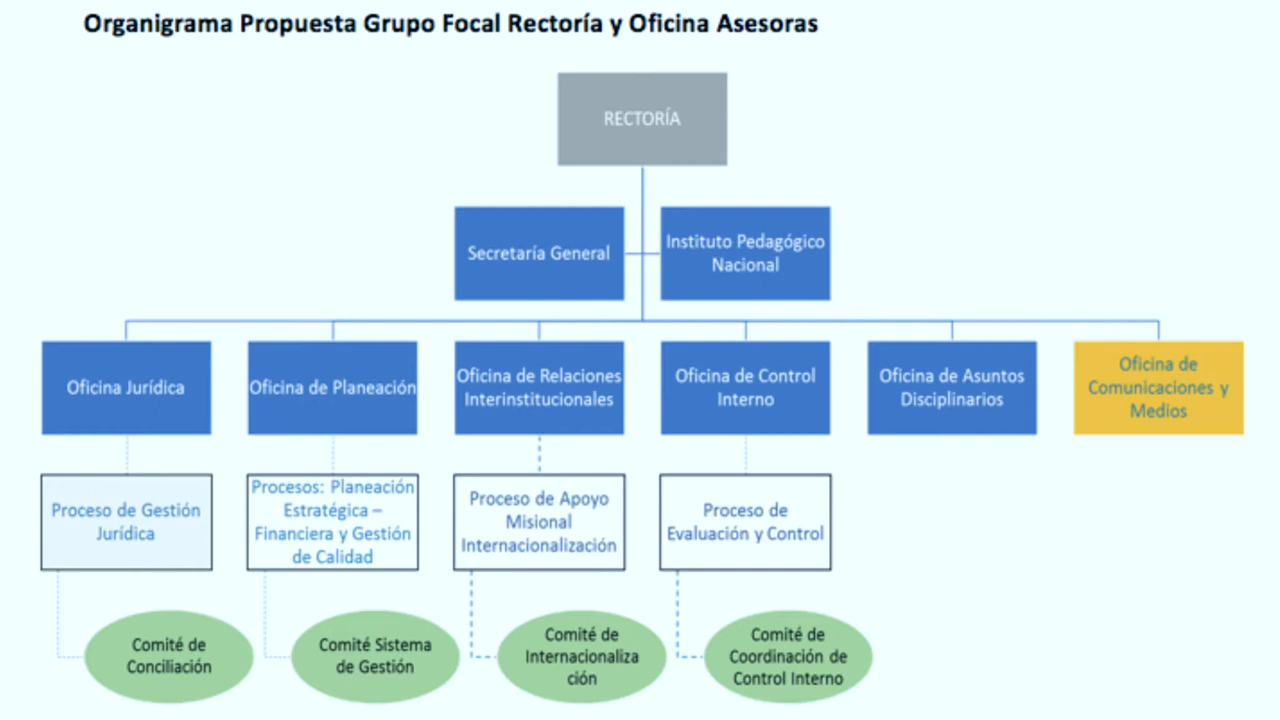 Organigrama Propuesta Grupo Focal Rectoría y Oficina Asesoras
RECTORÍA
Secretaría General
Instituto Pedagógico
Nacional
Oficina Jurídica
Oficina de Planeación
Oficina de Relaciones
Interinstitucionales
Oficina de Control
Interno
Oficina de Asuntos
Disciplinarios
Oficina de
Comunicaciones y
Medios
Proceso de Gestión
Jurídica
Procesos: Planeación
Estratégica –
Financiera y Gestión
de Calidad
Proceso de Apoyo
Misional
Internacionalización
Proceso de
Evaluación y Control
Comité de
Conciliación
Comité Sistema
de Gestión
Comité de
Internacionaliza
ción
Comité de
Coordinación de
Control Interno